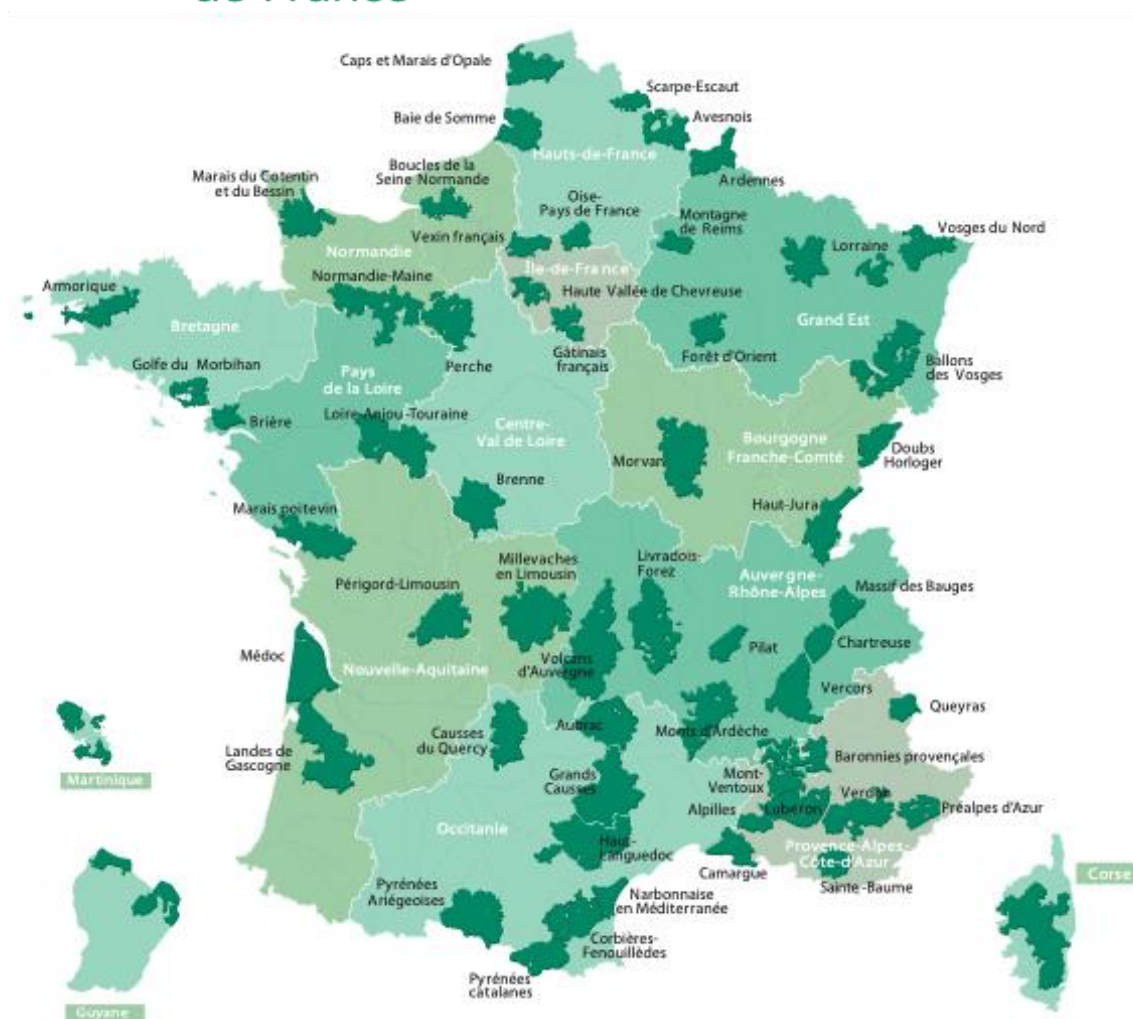 de France
Caps et Marais d'Opale
Scarpe-Escaut
Baie de Somme
Avesnois
Hauts-de-France
Ardennes
Marais du Cotentin
et du Bessin
Boucles de la
Seine Normande
Oise-
Pays de France
Montagne
de Reims
Vosges du Nord
Vexin français
Lorraine
Normandie
Île-de-France
Normandie-Maine
Haute Vallée de Chevreuse
Armorique
Bretagne
Grand Est
Golfe du Morbihan
Perche
Gâtinais
français
Forêt d'Orient
Ballons
des Vosges
Pays
de la Loire
Brière
Loire-Anjou-Touraine
Centre-
Val de Loire
Bourgogne
Franche-Comté
Doubs
Horloger
Morvan
Brenne
Haut-Jura
Marais poitevin
Millevaches
en Limousin
Livradois-
Forez
Périgord-Limousin
Auvergne-
Rhône-Alpes
Massif des Bauges
Chartreuse
Pilat
Médoc
Nouvelle-Aquitaine
Volcans
d'Auvergne
Vercors
Queyras
Aubrac
Monts d'Ardèche
Causses
du Quercy
Landes de
Gascogne
Baronnies provençales
Martinique
Grands
Causses
Mont-
Ventoux
Verdon
Luberon
Alpilles
Préalpes d'Azur
Occitanie
Haut-
Languedoc
Provence-Alpes-
Côte-d'Azur
Camargue
Sainte-Baume
Corse
Pyrénées
Ariégeoises
Narbonnaise
en Méditerranée
Corbières-
Fenouillèdes
Pyrénées
catalanes
Guyane